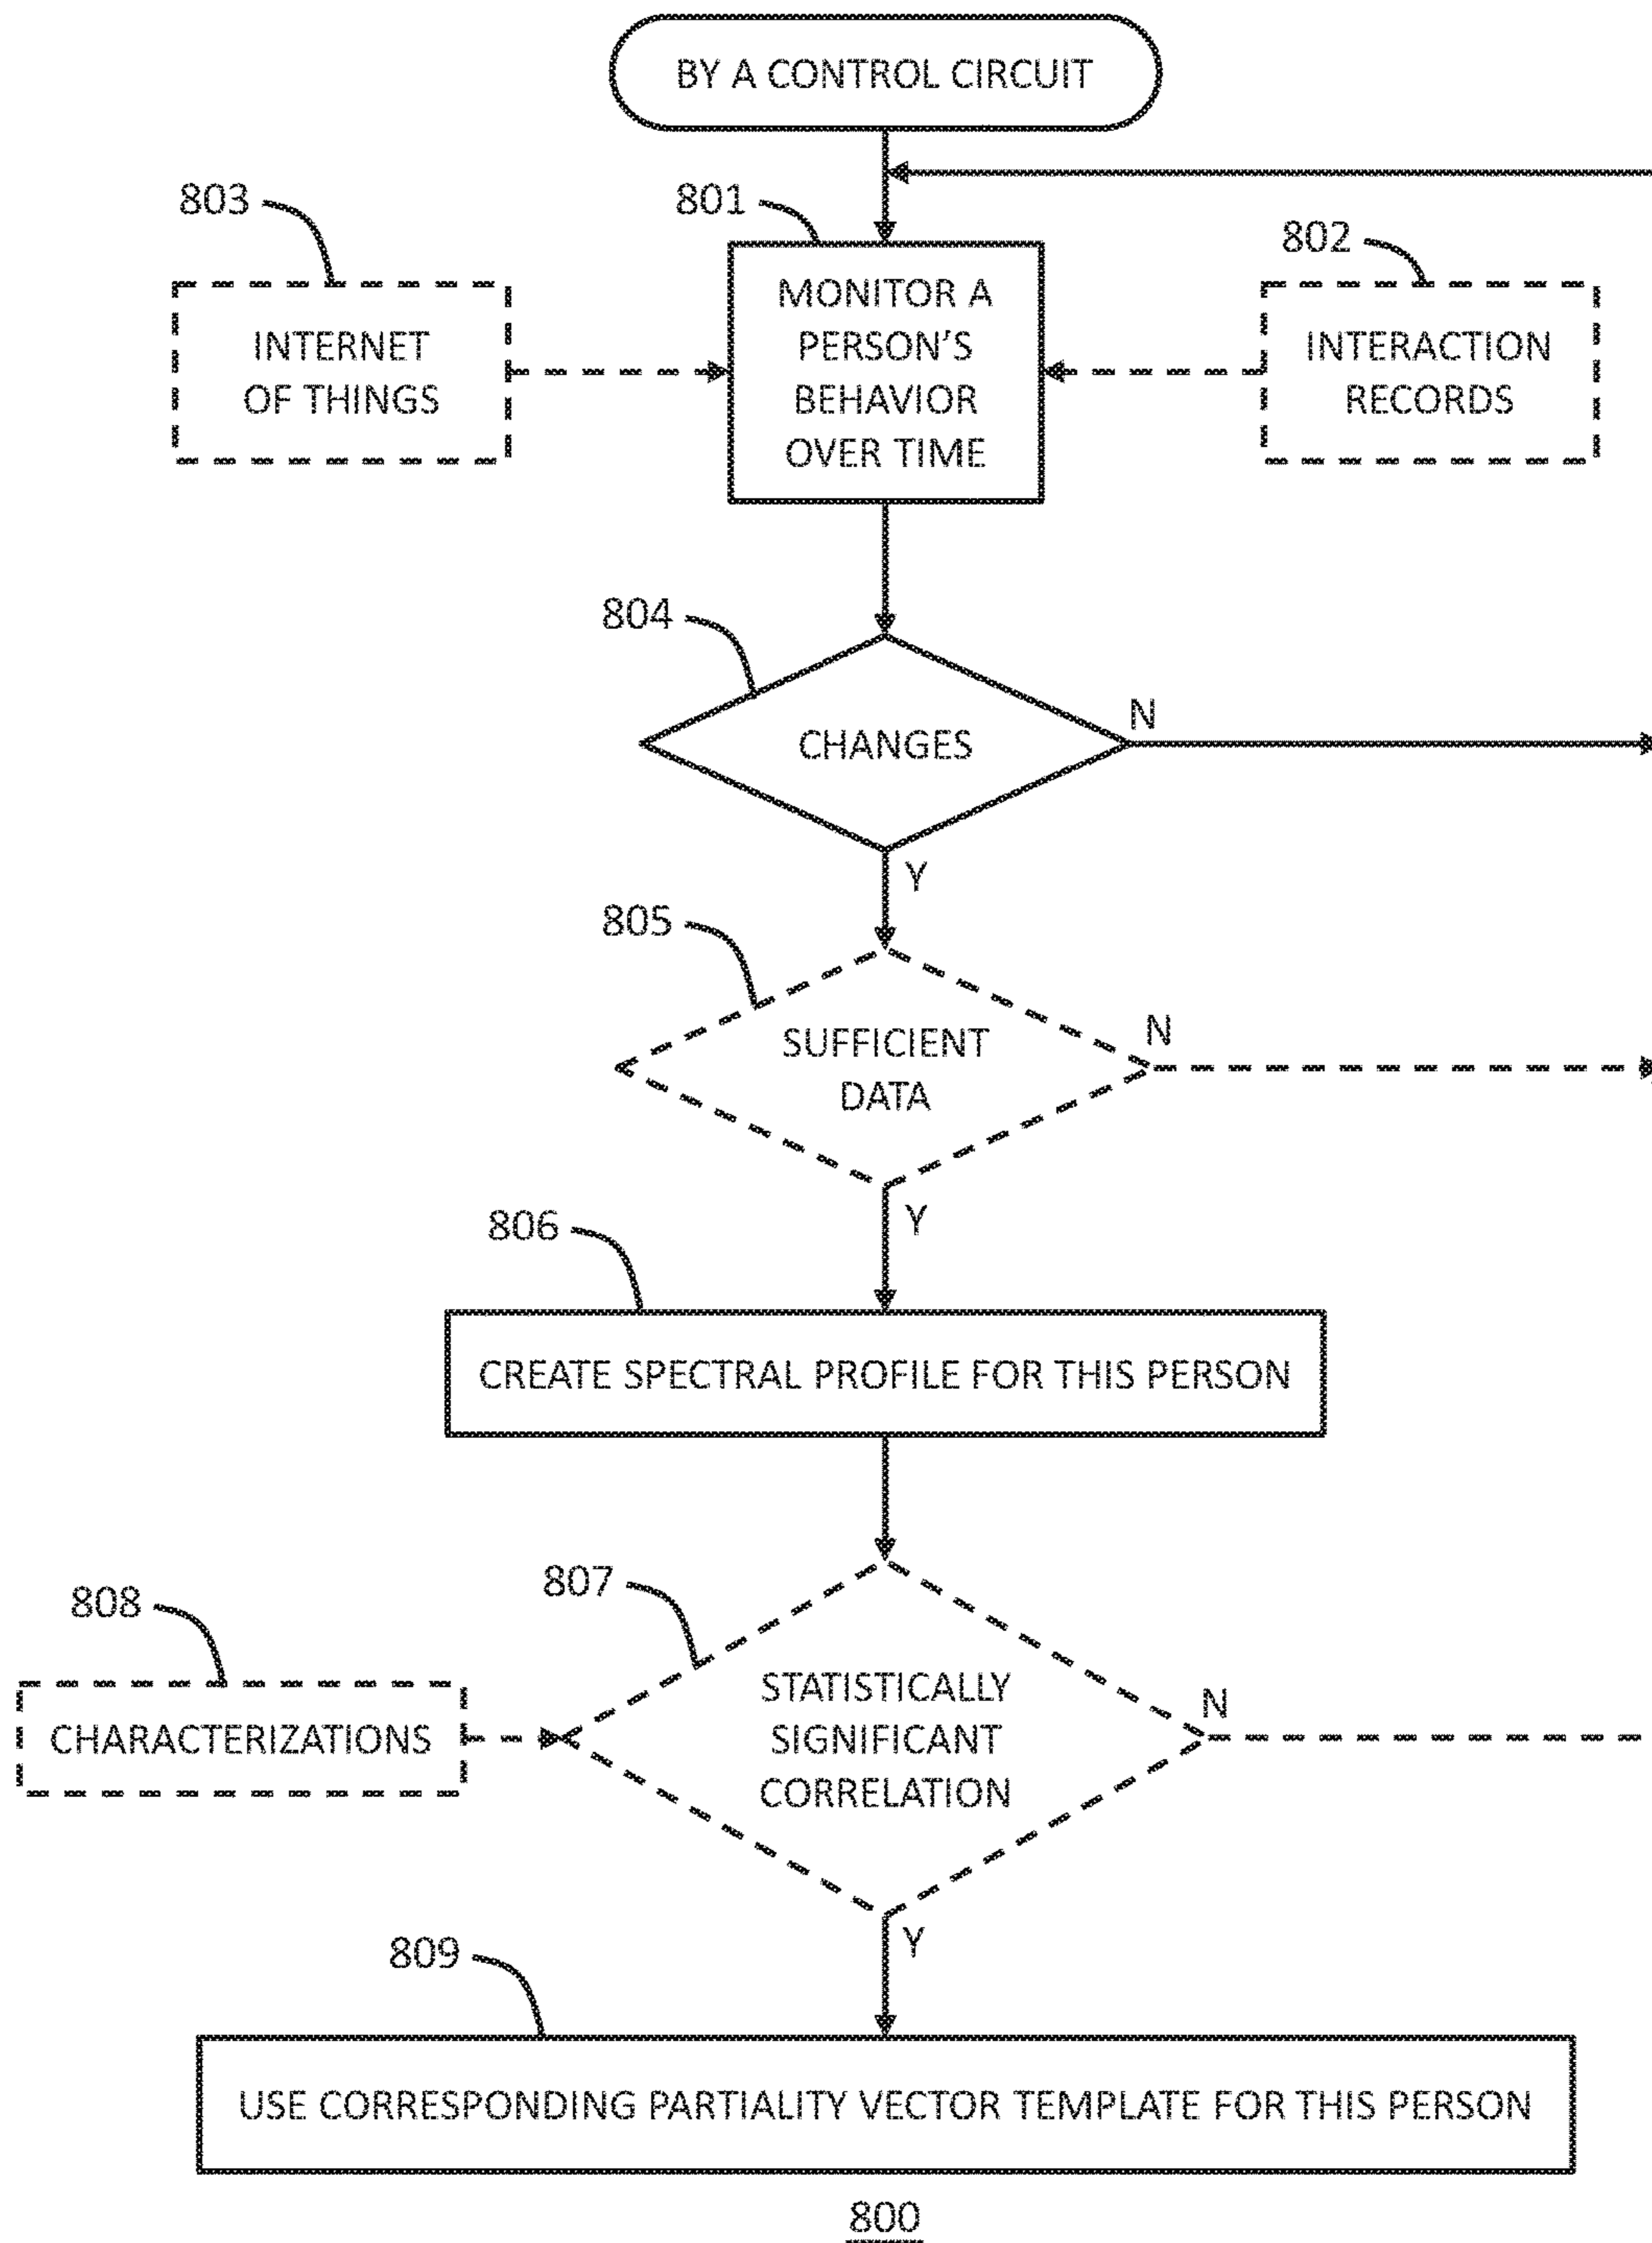 BY A CONTROL CIRCUIT
803
801
802
MONITOR A
PERSON'S
BEHAVIOR
OVER TIME
INTERNET
OF THINGS
INTERACTION
RECORDS
804
CHANGES
N
Y
805
SUFFICIENT
DATA
N
Y
806
CREATE SPECTRAL PROFILE FOR THIS PERSON
807
808
CHARACTERIZATIONS
STATISTICALLY
SIGNIFICANT
CORRELATION
N
Y
809
USE CORRESPONDING PARTIALITY VECTOR TEMPLATE FOR THIS PERSON
800